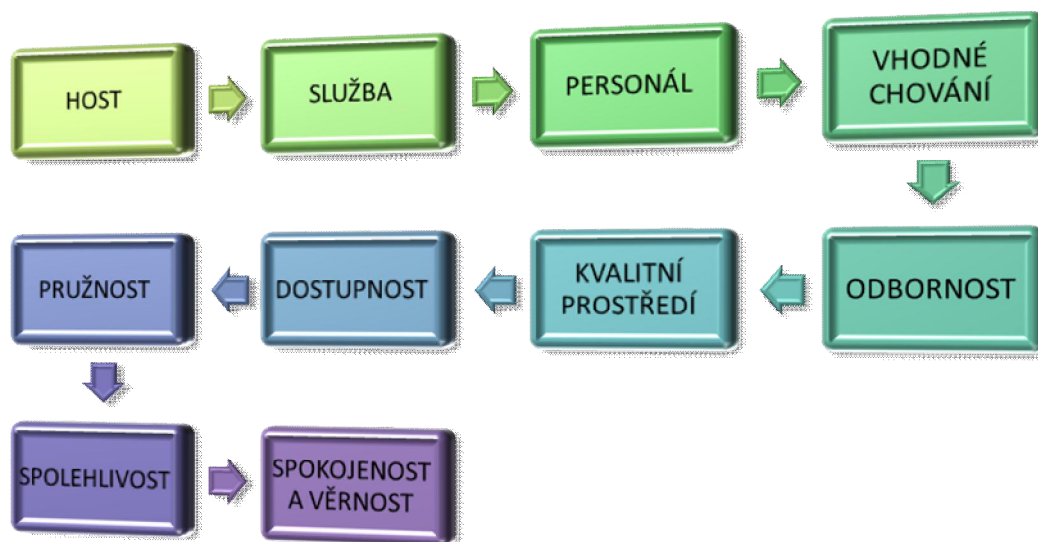 HOST
SLUŽBA
PERSONÁL
VHODNÉ
CHOVÁNÍ
ODBORNOST
KVALITNÍ
PROSTŘEDÍ
DOSTUPNOST
PRUŽNOST
SPOLEHLIVOST
SPOKOJENOST
A VĚRNOST